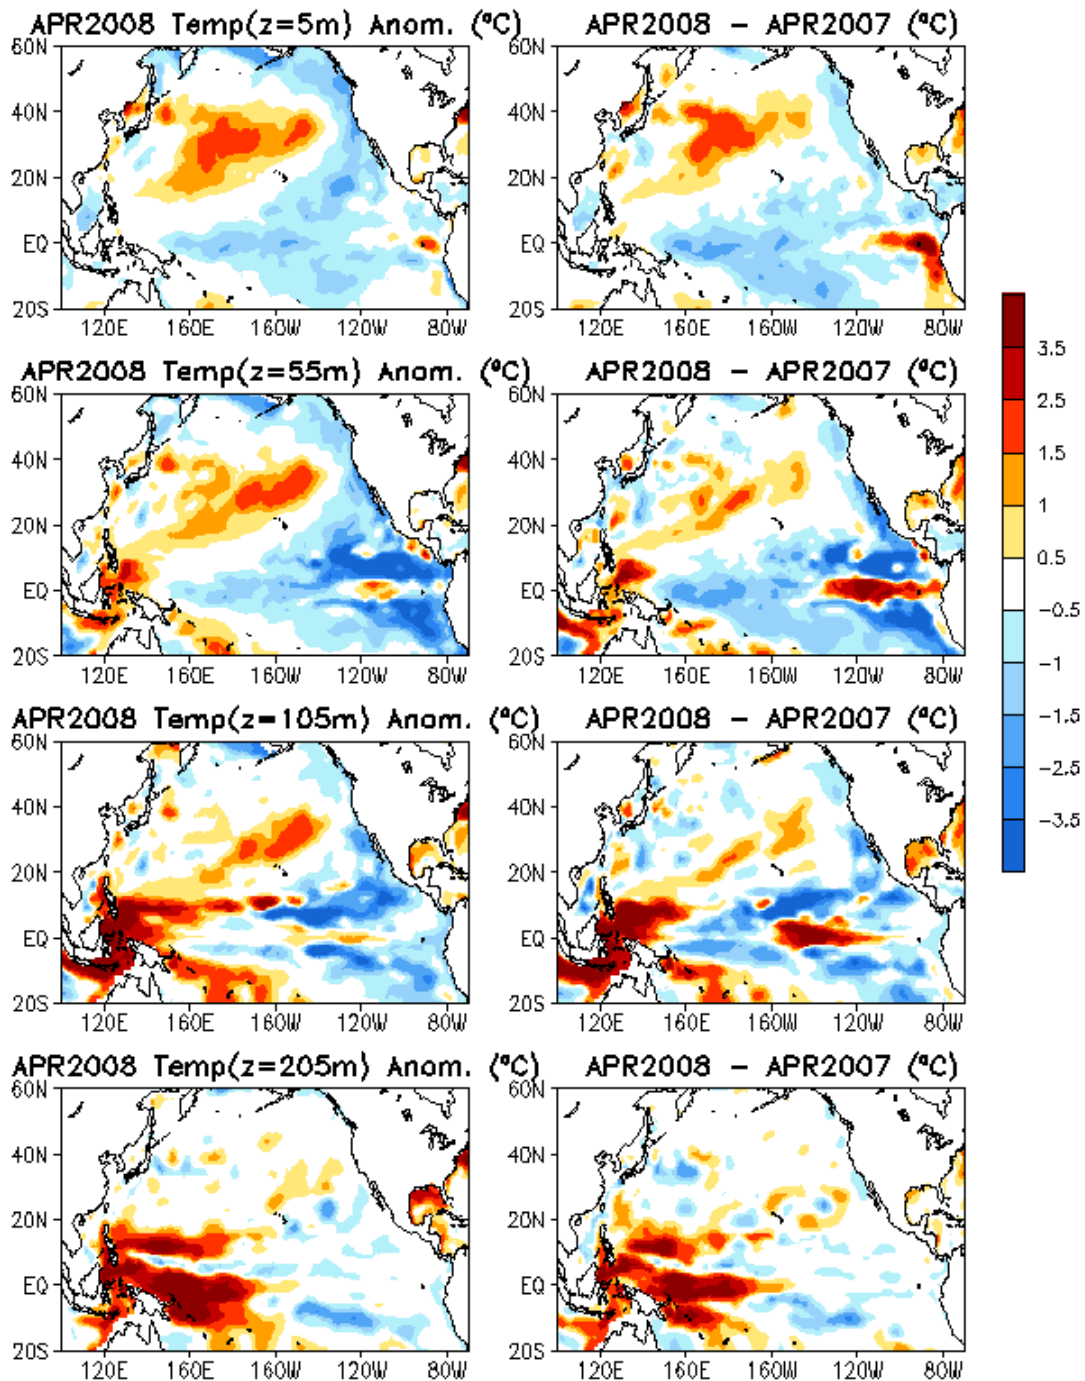 APR2008 Temp(z=5m) Anom. (°C) APR2008 - APR2007 (°C)
60N
40N
20N
EQ
20S
120E 160E 160W 120W 80W
60N
40N
20N
EQ
20S
120E 160E 160W 120W 80W
APR2008 Temp(z=55m) Anom. (°C) APR2008 - APR2007 (°C)
60N
40N
20N
EQ
20S
120E 160E 160W 120W 80W
60N
40N
20N
EQ
20S
120E 160E 160W 120W 80W
APR2008 Temp(z=105m) Anom. (°C) APR2008 - APR2007 (°C)
60N
40N
20N
EQ
20S
120E 160E 160W 120W 80W
60N
40N
20N
EQ
20S
120E 160E 160W 120W 80W
APR2008 Temp(z=205m) Anom. (°C) APR2008 - APR2007 (°C)
60N
40N
20N
EQ
20S
120E 160E 160W 120W 80W
60N
40N
20N
EQ
20S
120E 160E 160W 120W 80W
3.5
2.5
1.5
1
0.5
-0.5
-1
-1.5
-2.5
-3.5